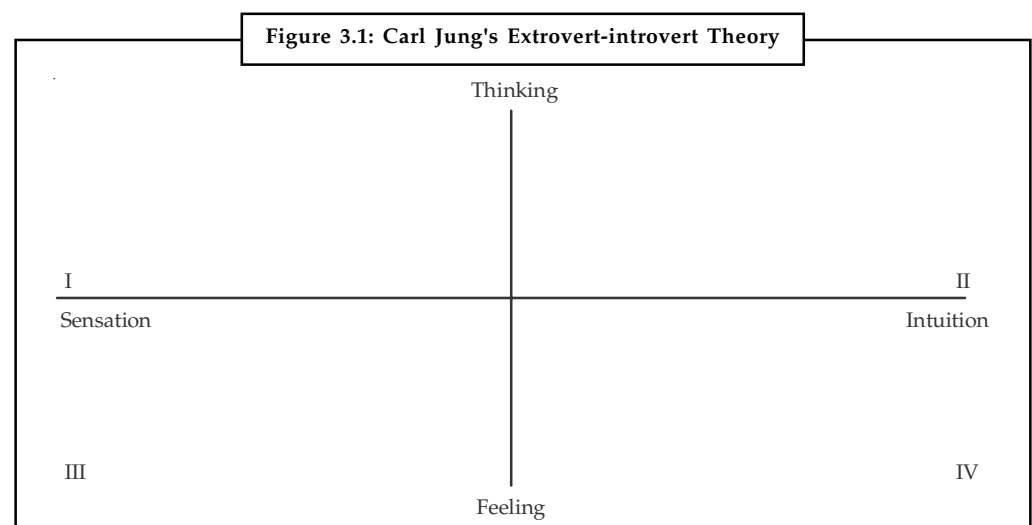 Figure 3.1: Carl Jung's Extrovert-introvert Theory
Thinking
I
II
Sensation
Intuition
III
IV
Feeling